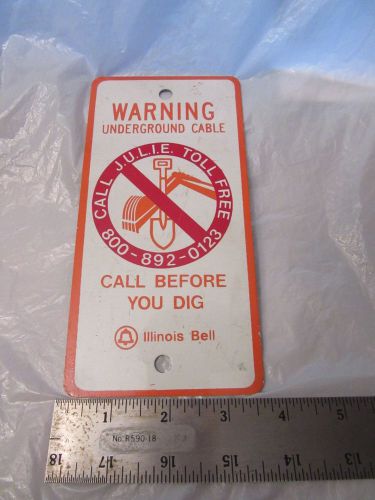 WARNING
UNDERGROUND CABLE
CALL J.U.L.I.E. TOLL FREE
800-892-0123
CALL BEFORE
YOU DIG
Illinois Bell
1 2 3 4 5
No. R590-18
18 17 16 15 14 13